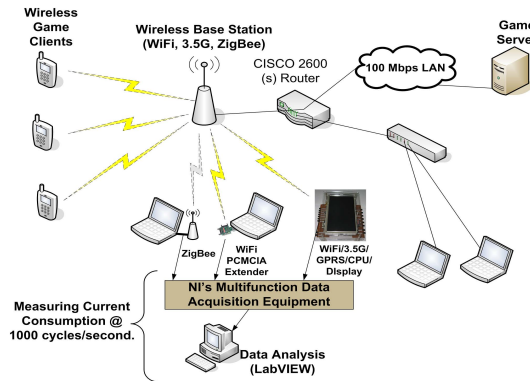 Wireless
Game
Clients
Wireless Base Station
(WiFi, 3.5G, ZigBee)
CISCO 2600
(s) Router
100 Mbps LAN
Game
Serve
ZigBee
WiFi
PCMCIA
Extender
WiFi/3.5G/
GPRS/CPU/
DIsplay
NI's Multifunction Data
Acquisition Equipment
Measuring Current
Consumption @
1000 cycles/second.
Data Analysis
(LabVIEW)